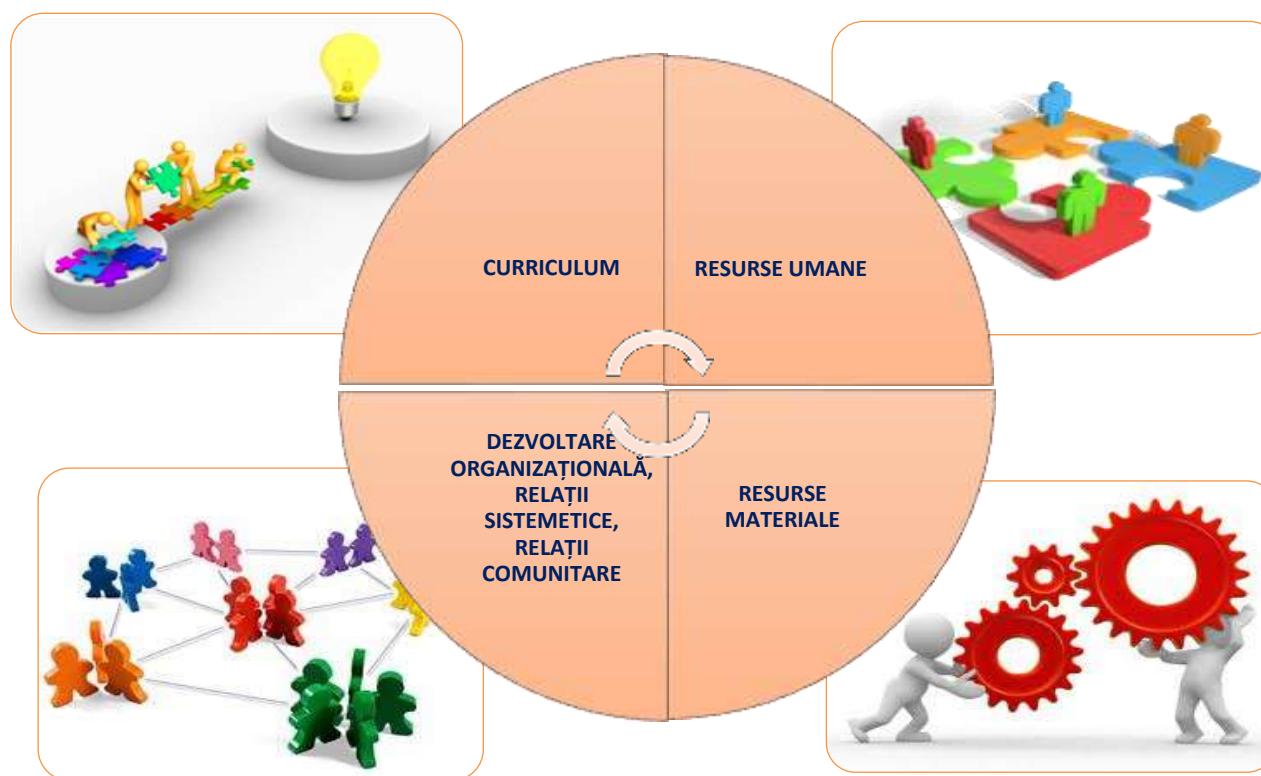 CURRICULUM
RESURSE UMANE
DEZVOLTARE
ORGANIZAȚIONALĂ,
RELAȚII
SISTEMETICE,
RELAȚII
COMUNITARE
RESURSE
MATERIALE